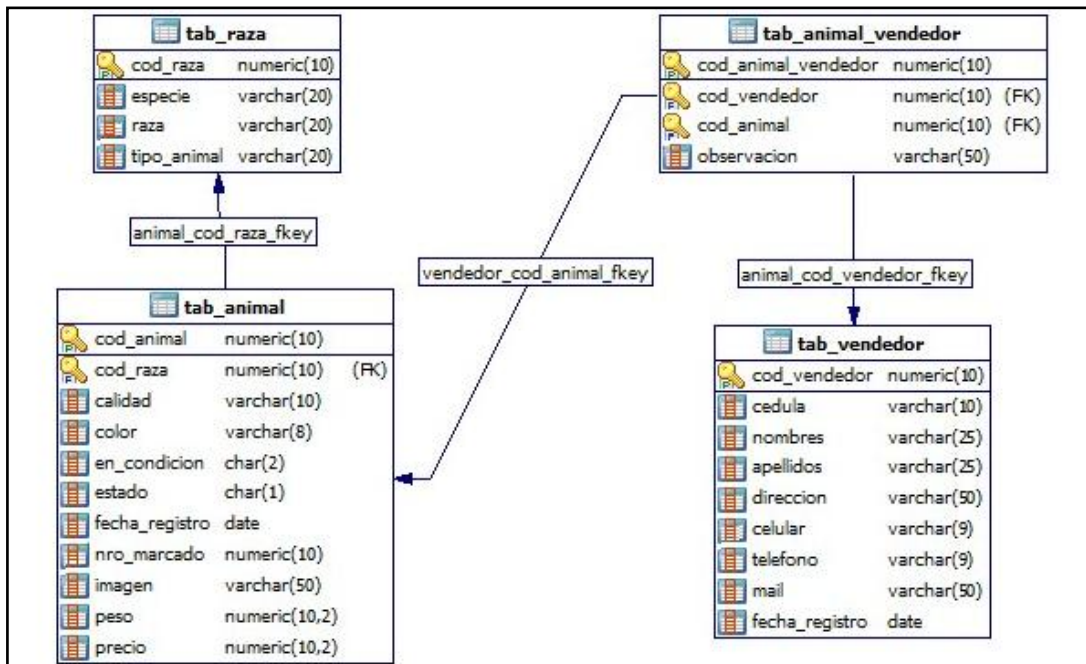 tab_raza
cod_raza numeric(10)
especie varchar(20)
raza varchar(20)
tipo_animal varchar(20)
animal_cod_raza_fkey
tab_animal
cod_animal numeric(10)
cod_raza numeric(10) (FK)
calidad varchar(10)
color varchar(8)
en_condicion char(2)
estado char(1)
fecha_registro date
nro_marcado numeric(10)
imagen varchar(50)
peso numeric(10,2)
precio numeric(10,2)
vendedor_cod_animal_fkey
tab_animal_vendedor
cod_animal_vendedor numeric(10)
cod_vendedor numeric(10) (FK)
cod_animal numeric(10) (FK)
observacion varchar(50)
animal_cod_vendedor_fkey
tab_vendedor
cod_vendedor numeric(10)
cedula varchar(10)
nombres varchar(25)
apellidos varchar(25)
direccion varchar(50)
celular varchar(9)
telefono varchar(9)
mail varchar(50)
fecha_registro date